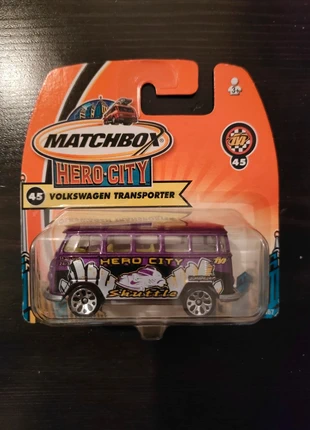 MATCHBOX
HERO-CITY
45
45 VOLKSWAGEN TRANSPORTER
HERO CITY
Shuttle